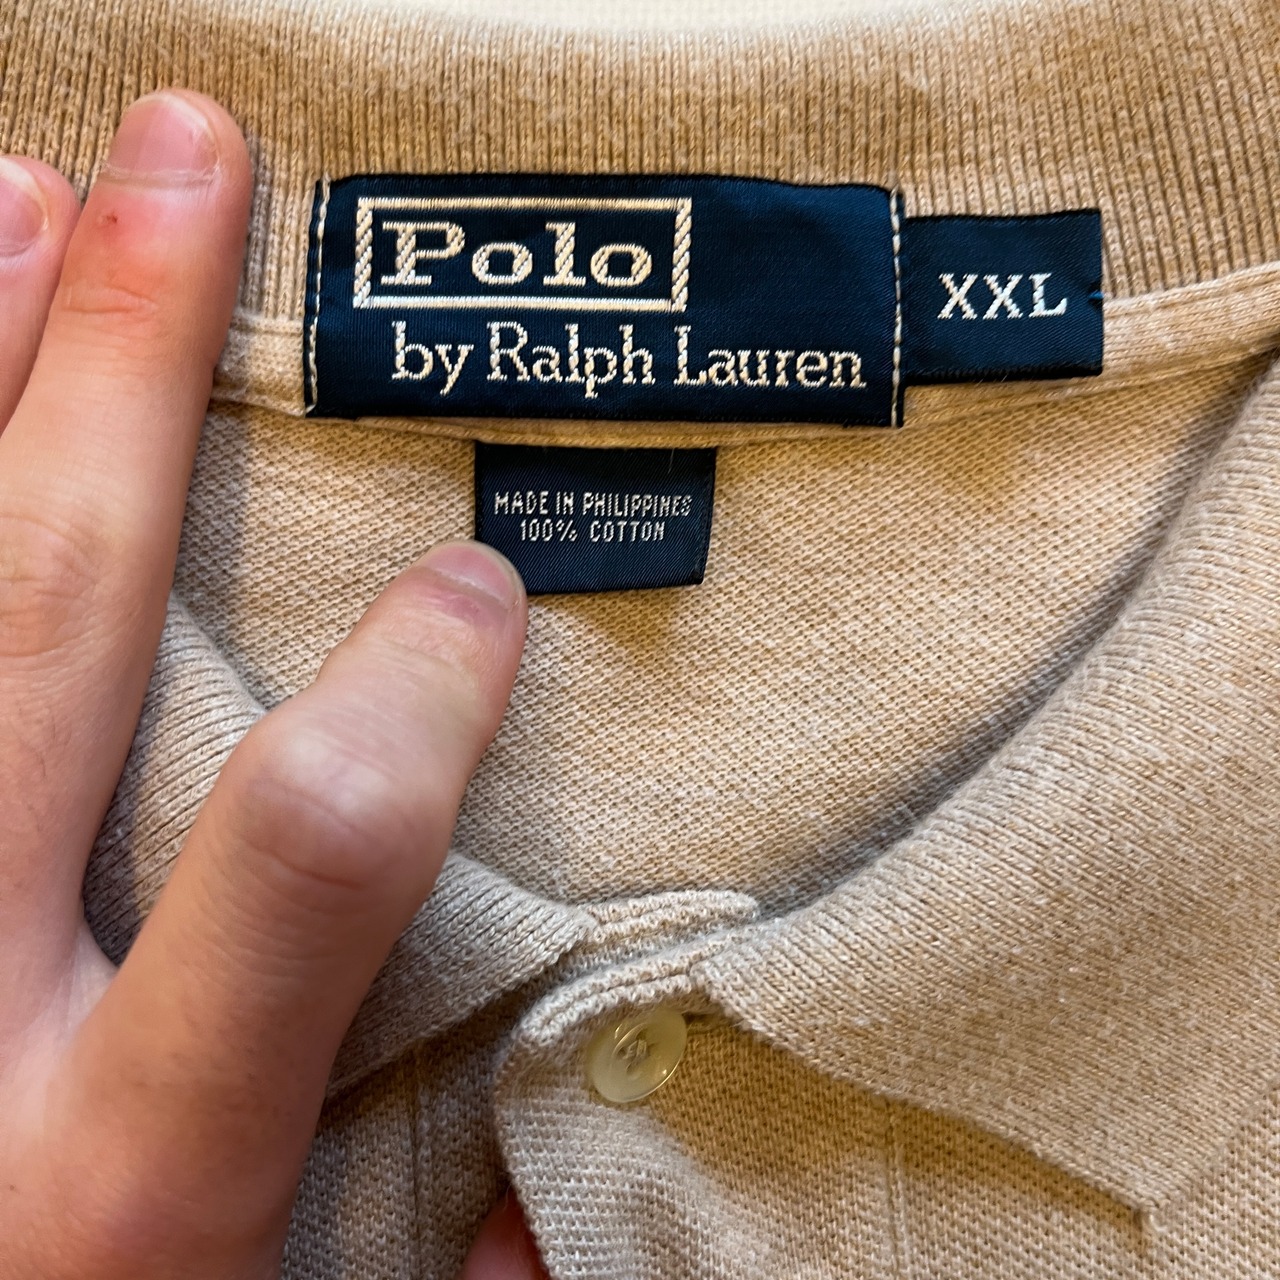 Polo
by Ralph Lauren
XXL
MADE IN PHILIPPINES
100% COTTON